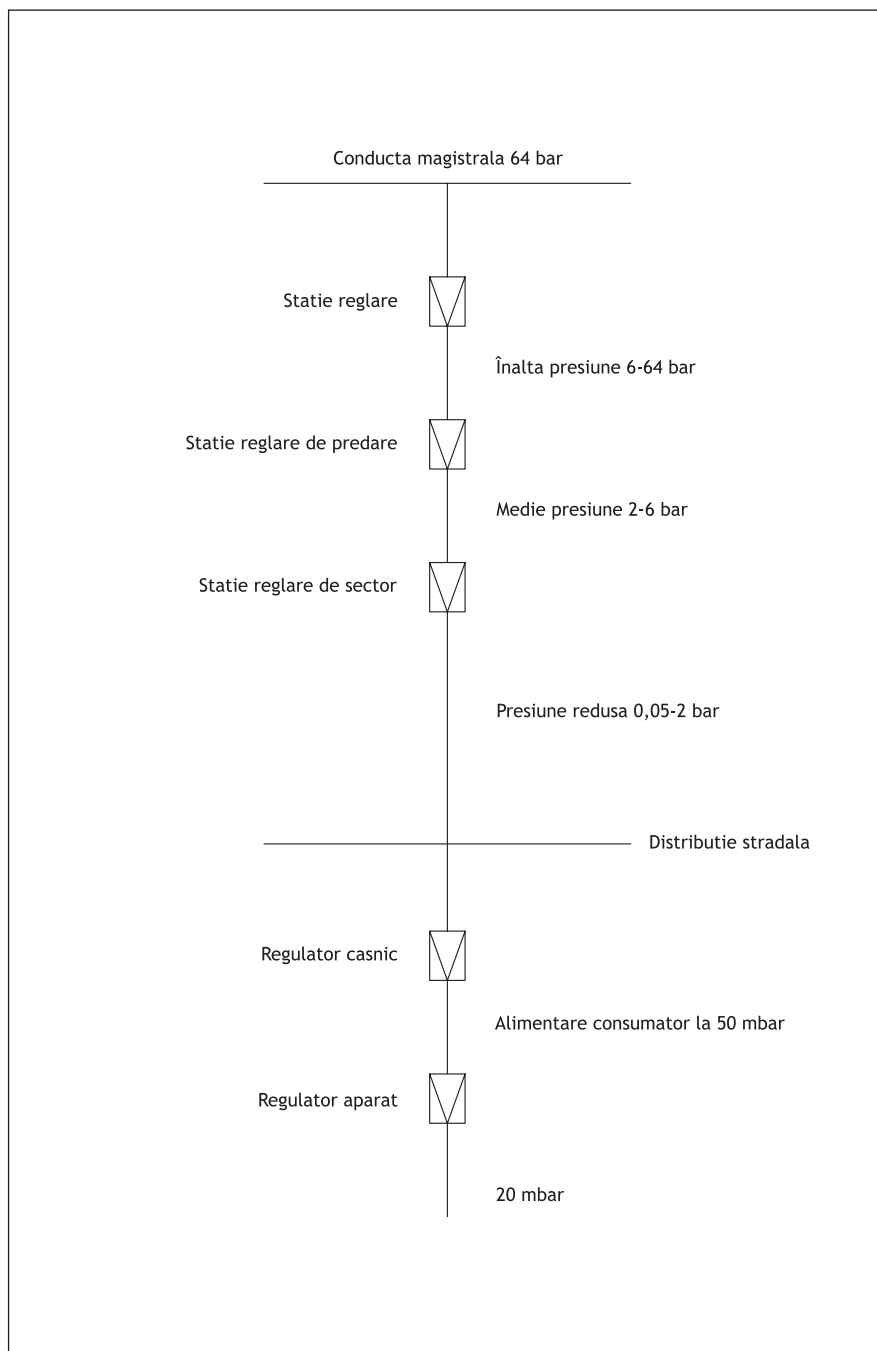 Conducta magistrala 64 bar
Statie reglare
Înalta presiune 6-64 bar
Statie reglare de predare
Medie presiune 2-6 bar
Statie reglare de sector
Presiune redusa 0,05-2 bar
Distributie stradala
Regulator casnic
Alimentare consumator la 50 mbar
Regulator aparat
20 mbar